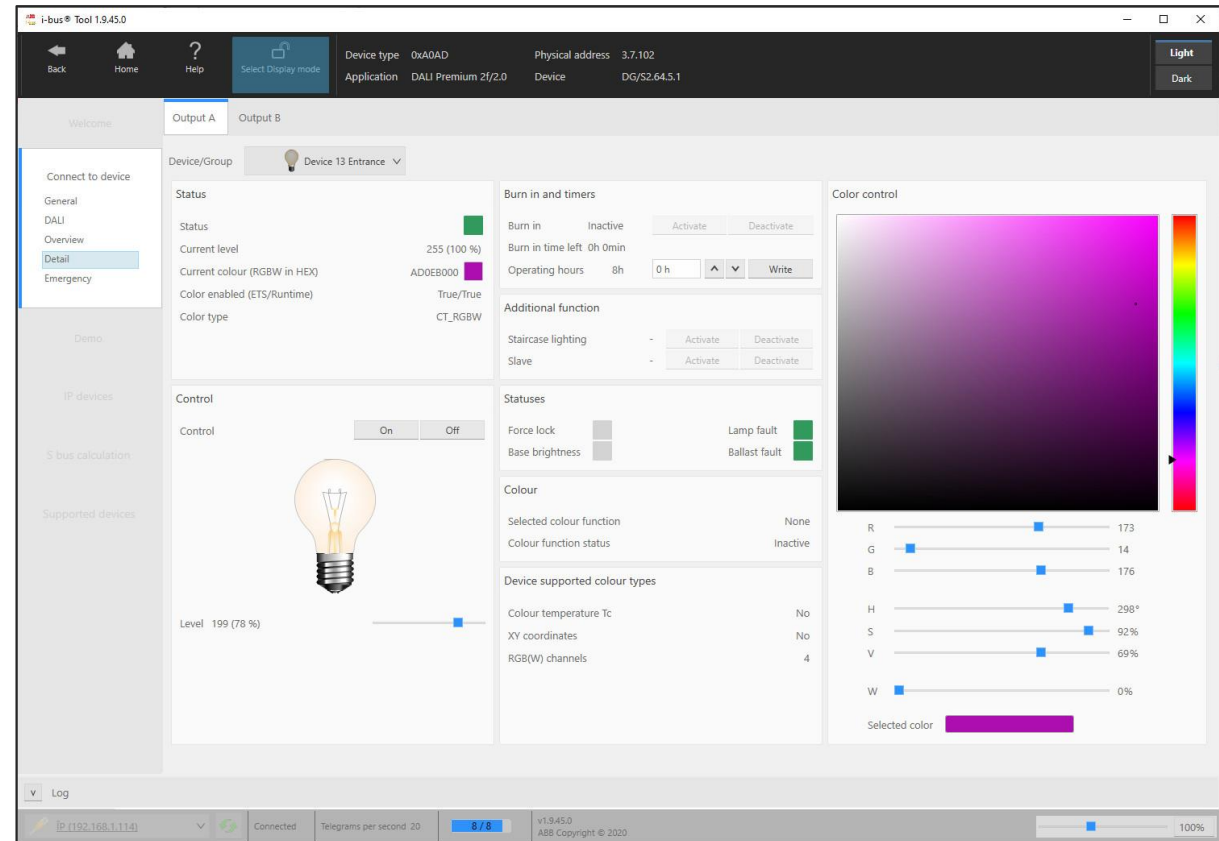 ABB i-bus® Tool 1.9.45.0
Back
Home
Help
Select Display mode
Device type 0xA0AD
Application DALI Premium 2f/2.0
Physical address 3.7.102
Device DG/S2.64.5.1
Light
Dark
Welcome
Connect to device
General
DALI
Overview
Detail
Emergency
Demo
IP devices
S bus calculation
Supported devices
Output A
Output B
Device/Group Device 13 Entrance
Status
Status
Current level 255 (100 %)
Current colour (RGBW in HEX) AD0EB000
Color enabled (ETS/Runtime) True/True
Color type CT_RGBW
Control
Control On Off
Level 199 (78 %)
Burn in and timers
Burn in Inactive Activate Deactivate
Burn in time left 0h 0min
Operating hours 8h 0 h Write
Additional function
Staircase lighting - Activate Deactivate
Slave - Activate Deactivate
Statuses
Force lock Lamp fault
Base brightness Ballast fault
Colour
Selected colour function None
Colour function status Inactive
Device supported colour types
Colour temperature Tc No
XY coordinates No
RGB(W) channels 4
Color control
R 173
G 14
B 176
H 298°
S 92%
V 69%
W 0%
Selected color
v Log
IP (192.168.1.114)
Connected
Telegrams per second 20
8 / 8
v1.9.45.0
ABB Copyright © 2020
100%